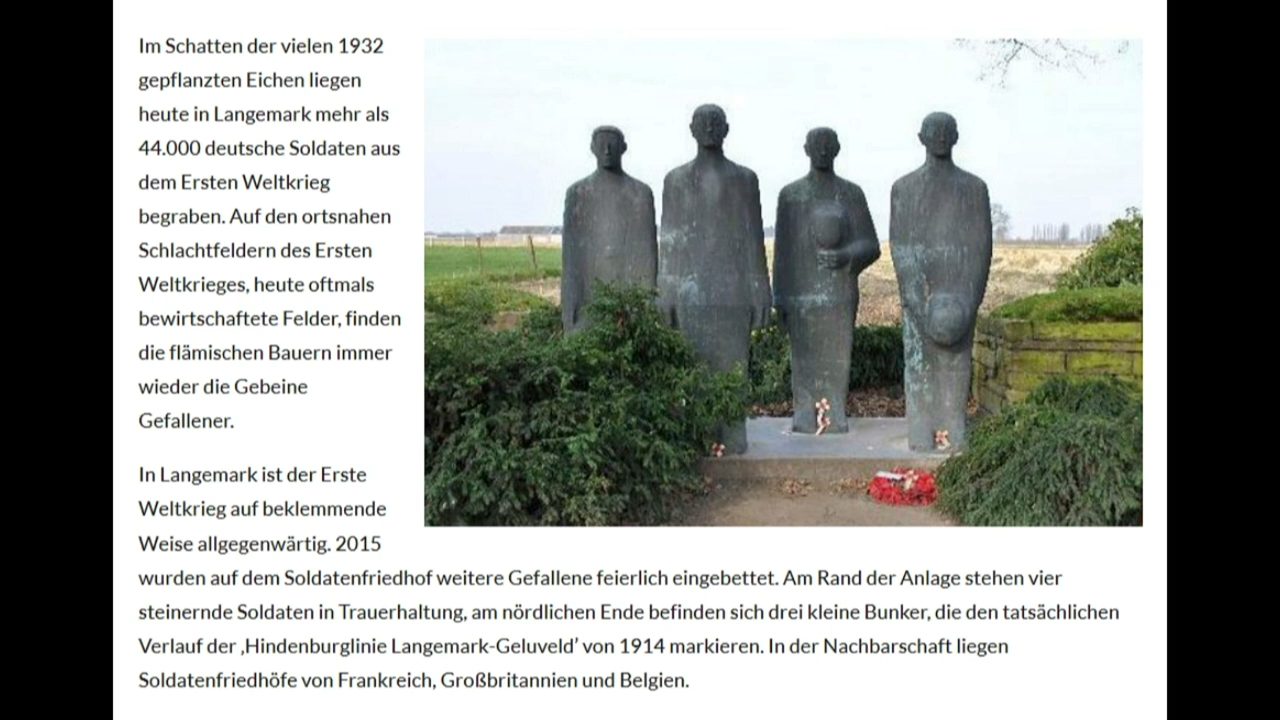 Im Schatten der vielen 1932
gepflanzten Eichen liegen
heute in Langemark mehr als
44.000 deutsche Soldaten aus
dem Ersten Weltkrieg
begraben. Auf den ortsnahen
Schlachtfeldern des Ersten
Weltkrieges, heute oftmals
bewirtschaftete Felder, finden
die flämischen Bauern immer
wieder die Gebeine
Gefallener.
In Langemark ist der Erste
Weltkrieg auf beklemmende
Weise allgegenwärtig. 2015
wurden auf dem Soldatenfriedhof weitere Gefallene feierlich eingebettet. Am Rand der Anlage stehen vier
steinernde Soldaten in Trauerhaltung, am nördlichen Ende befinden sich drei kleine Bunker, die den tatsächlichen
Verlauf der ‚Hindenburglinie Langemark-Geluveld’ von 1914 markieren. In der Nachbarschaft liegen
Soldatenfriedhöfe von Frankreich, Großbritannien und Belgien.